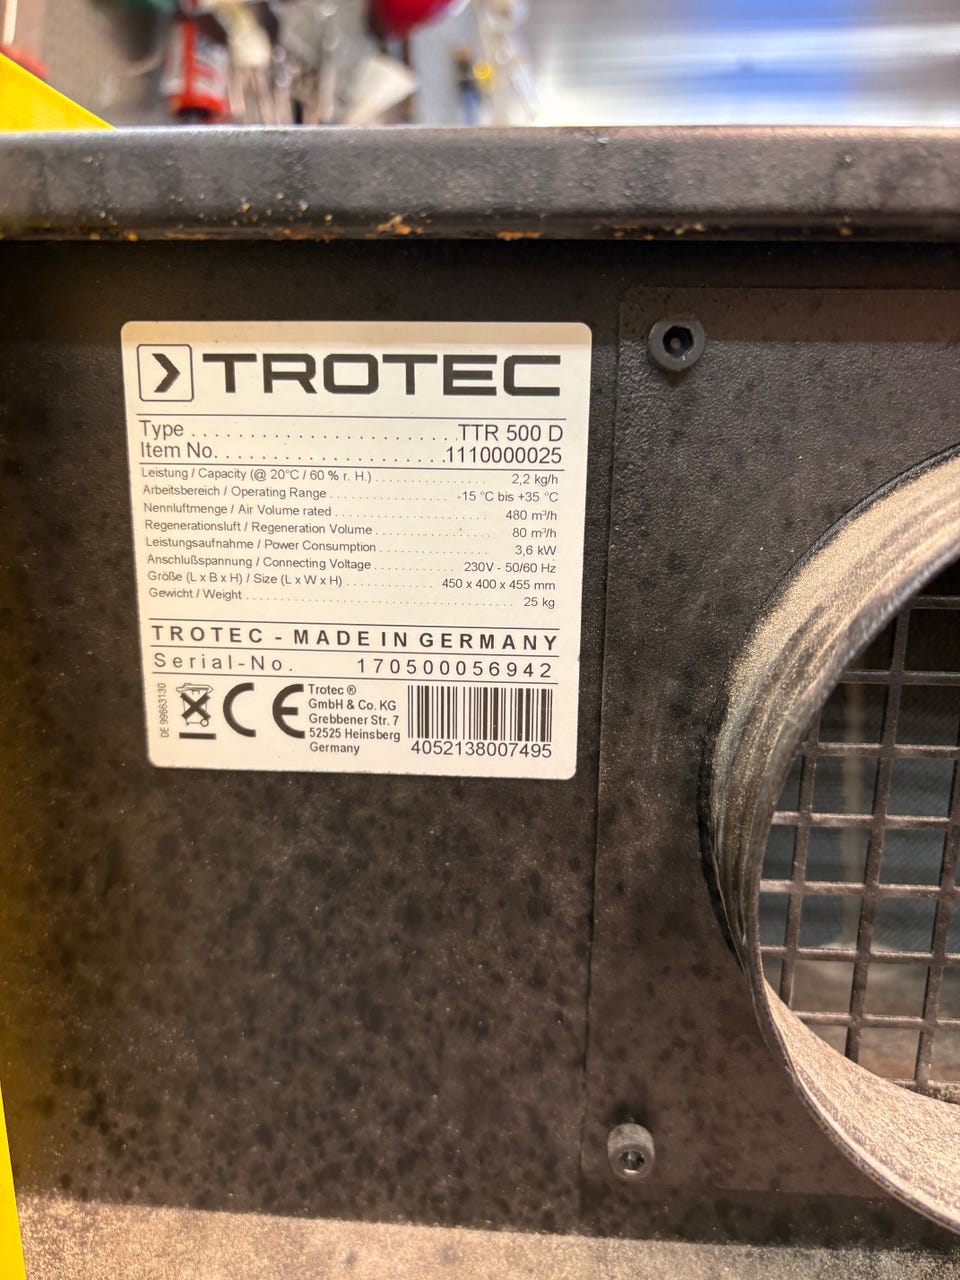 TROTEC
Type ........................ TTR 500 D
Item No. ..................... 1110000025
Leistung / Capacity (@ 20°C / 60 % r. H.) ............... 2,2 kg/h
Arbeitsbereich / Operating Range ................. -15 °C bis +35 °C
Nennluftmenge / Air Volume rated ...................... 480 m³/h
Regenerationsluft / Regeneration Volume ................ 80 m³/h
Leistungsaufnahme / Power Consumption ................ 3,6 kW
Anschlußspannung / Connecting Voltage ........... 230V - 50/60 Hz
Größe (L x B x H) / Size (L x W x H) ............. 450 x 400 x 455 mm
Gewicht / Weight ..................................... 25 kg
TROTEC - MADE IN GERMANY
Serial-No. 170500056942
DE 99663130
CE
Trotec ®
GmbH & Co. KG
Grebbener Str. 7
52525 Heinsberg
Germany
4052138007495